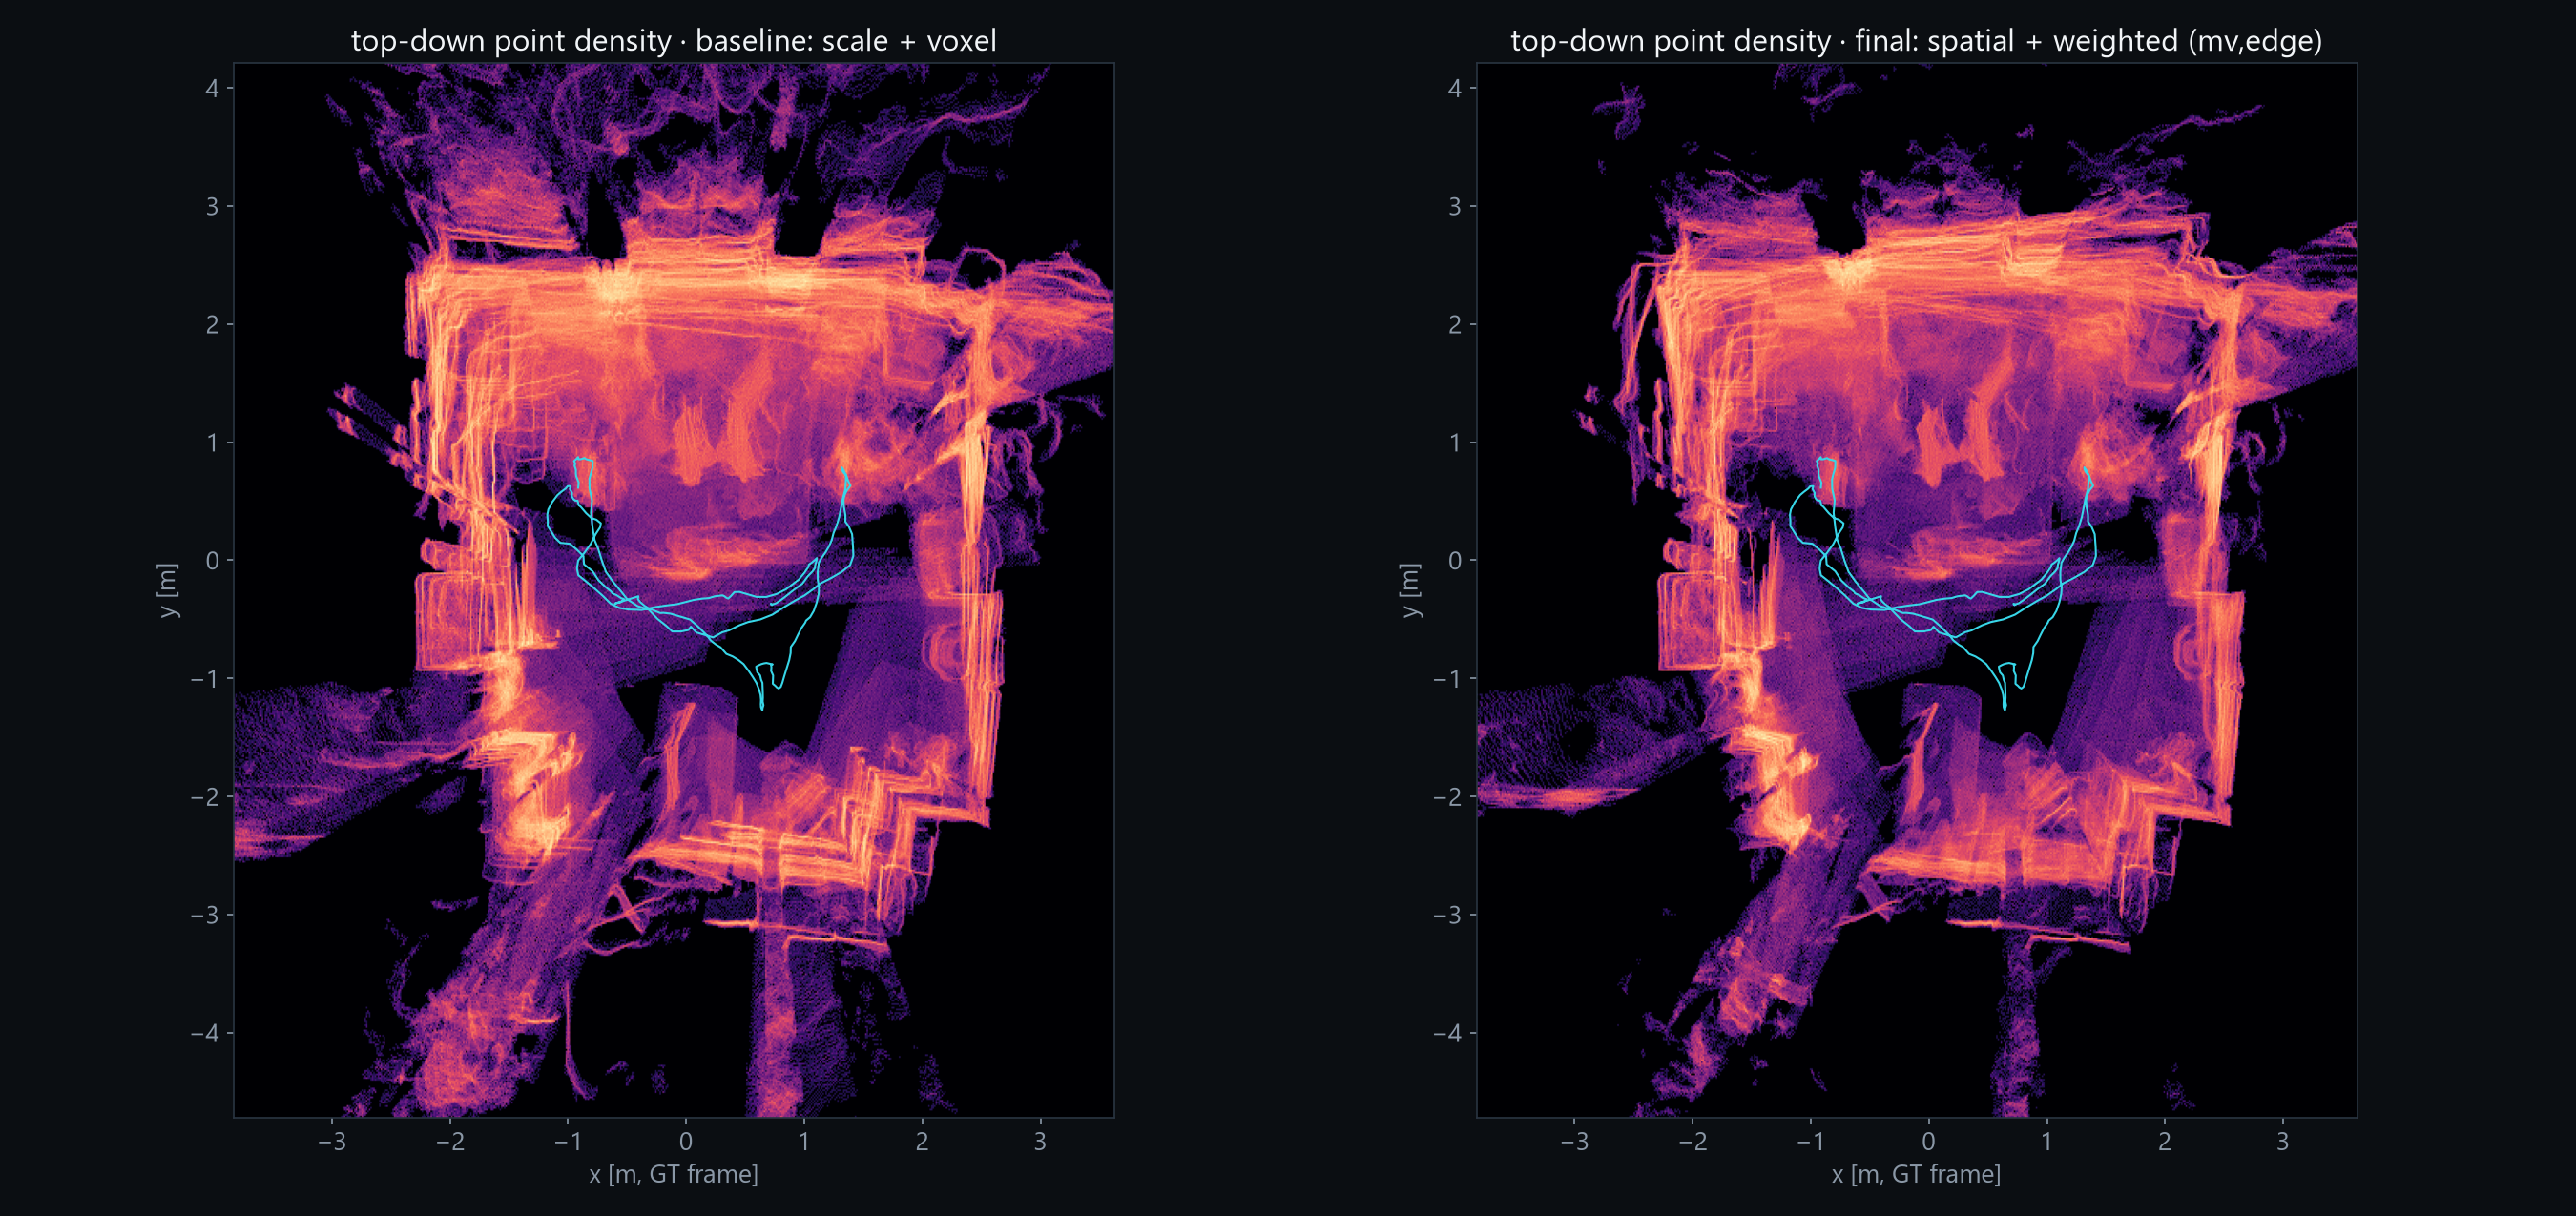 top-down point density · baseline: scale + voxel
4
3
2
1
0
−1
−2
−3
−4
y [m]
−3 −2 −1 0 1 2 3
x [m, GT frame]
top-down point density · final: spatial + weighted (mv,edge)
4
3
2
1
0
−1
−2
−3
−4
y [m]
−3 −2 −1 0 1 2 3
x [m, GT frame]